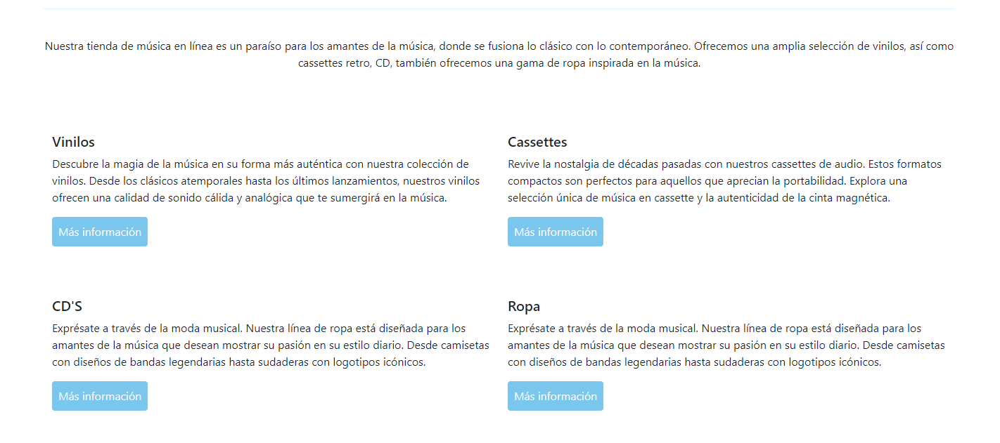 Nuestra tienda de música en línea es un paraíso para los amantes de la música, donde se fusiona lo clásico con lo contemporáneo. Ofrecemos una amplia selección de vinilos, así como
cassettes retro, CD, también ofrecemos una gama de ropa inspirada en la música.
Vinilos
Descubre la magia de la música en su forma más auténtica con nuestra colección de
vinilos. Desde los clásicos atemporales hasta los últimos lanzamientos, nuestros vinilos
ofrecen una calidad de sonido cálida y analógica que te sumergirá en la música.
Más información
Cassettes
Revive la nostalgia de décadas pasadas con nuestros cassettes de audio. Estos formatos
compactos son perfectos para aquellos que aprecian la portabilidad. Explora una
selección única de música en cassette y la autenticidad de la cinta magnética.
Más información
CD'S
Exprésate a través de la moda musical. Nuestra línea de ropa está diseñada para los
amantes de la música que desean mostrar su pasión en su estilo diario. Desde camisetas
con diseños de bandas legendarias hasta sudaderas con logotipos icónicos.
Más información
Ropa
Exprésate a través de la moda musical. Nuestra línea de ropa está diseñada para los
amantes de la música que desean mostrar su pasión en su estilo diario. Desde camisetas
con diseños de bandas legendarias hasta sudaderas con logotipos icónicos.
Más información